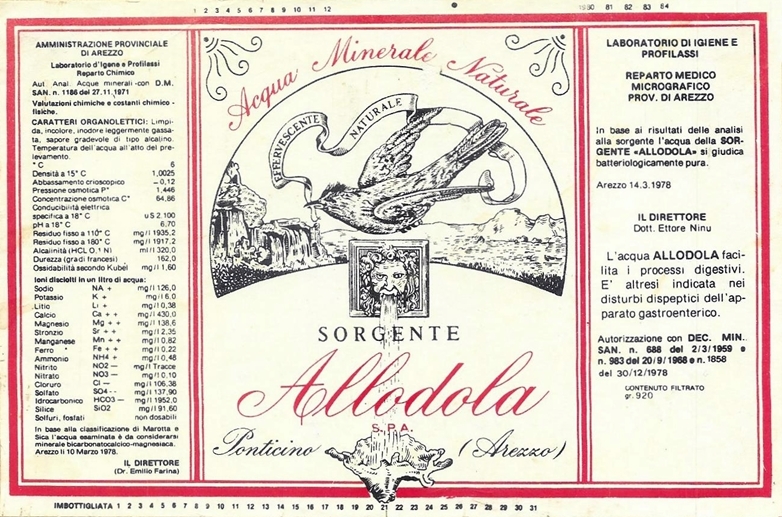 1 2 3 4 5 6 7 8 9 10 11 12
1980 81 82 83 84
AMMINISTRAZIONE PROVINCIALE
DI AREZZO
Laboratorio d'Igene e Profilassi
Reparto Chimico
Aut. Anal. Acque minerali con D.M.
SAN. n. 1186 del 27.11.1971
Valutazioni chimiche e costanti chimico-
fisiche.
CARATTERI ORGANOLETTICI: Limpi-
da, incolore, inodore leggermente gassa-
ta, sapore gradevole di tipo alcalino.
Temperatura dell'acqua all'atto del pre-
levamento.
° C 6
Densità a 15° C 1,0025
Abbassamento crioscopico — 0,12
Pressione osmotica P° 1,446
Concentrazione osmotica C° 64,86
Conducibilità elettrica
specifica a 18° C u S 2.100
pH a 18° C 6,70
Residuo fisso a 110° C mg/l 1935,2
Residuo fisso a 180° C mg/l 1917,2
Alcalinità (HCL 0,1 N) ml/l 320,0
Durezza (gradi francesi) 162,0
Ossidabilità secondo Kubel mg/l 1,60
Ioni disciolti in un litro di acqua:
Sodio NA + mg/l 126,0
Potassio K + mg/l 6,0
Litio Li + mg/l 0,38
Calcio Ca + + mg/l 430,0
Magnesio Mg + + mg/l 138,6
Stronzio Sr + + mg/l 2,35
Manganese Mn + + mg/l 0,82
Ferro Fe + + mg/l 0,22
Ammonio NH4 + mg/l 0,48
Nitrito NO2 — mg/l Tracce
Nitrato NO3 — mg/l 0,10
Cloruro Cl — mg/l 106,38
Solfato SO4 - - mg/l 137,90
Idrocarbonico HCO3 — mg/l 1952,0
Silice SiO2 mg/l 91,60
Solfuri, fosfati non dosabili
In base alla classificazione di Marotta e
Sica l'acqua esaminata è da considerarsi
minerale bicarbonatocalcio-magnesiaca.
Arezzo li 10 Marzo 1978.
IL DIRETTORE
(Dr. Emilio Farina)
Acqua Minerale Naturale
EFFERVESCENTE NATURALE
SORGENTE
Allodola
S.P.A.
Ponticino (Arezzo)
LABORATORIO DI IGIENE E
PROFILASSI
REPARTO MEDICO
MICROGRAFICO
PROV. DI AREZZO
In base ai risultati delle analisi
alla sorgente l'acqua della SOR-
GENTE «ALLODOLA» si giudica
batteriologicamente pura.
Arezzo 14.3.1978
IL DIRETTORE
Dott. Ettore Ninu
L'acqua ALLODOLA faci-
lita i processi digestivi.
E' altresì indicata nei
disturbi dispeptici dell'ap-
parato gastroenterico.
Autorizzazione con DEC. MIN.
SAN. n. 688 del 2/3/1959 e
n. 983 del 20/9/1968 e n. 1858
del 30/12/1978
CONTENUTO FILTRATO
gr. 920
IMBOTTIGLIATA 1 2 3 4 5 6 7 8 9 10 11 12 13 14 15 16 17 18 19 20 21 22 23 24 25 26 27 28 29 30 31